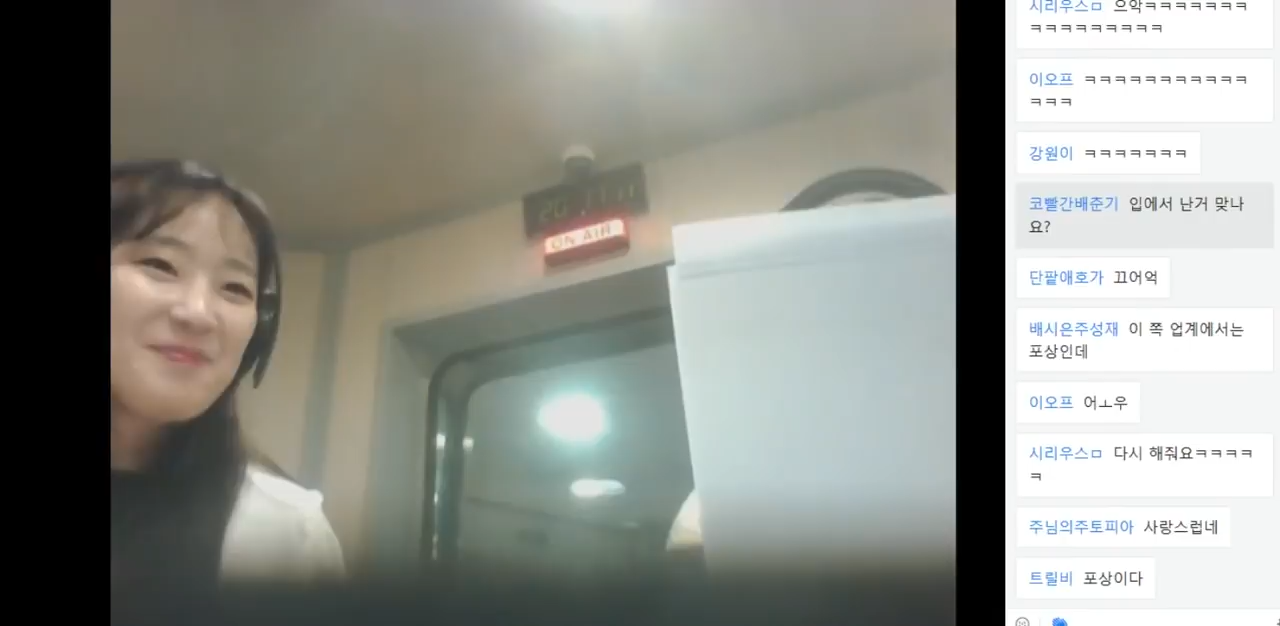 시리우스ㅁ 으악ㅋㅋㅋㅋㅋㅋㅋ
ㅋㅋㅋㅋㅋㅋㅋㅋㅋ
이오프 ㅋㅋㅋㅋㅋㅋㅋㅋㅋㅋㅋ
ㅋㅋㅋ
강원이 ㅋㅋㅋㅋㅋㅋㅋ
코빨간배준기 입에서 난거 맞나
요?
단팥애호가 끄어억
배시은주성재 이 쪽 업계에서는
포상인데
이오프 어ㅗ우
시리우스ㅁ 다시 해줘요ㅋㅋㅋㅋ
ㅋ
주님의주토피아 사랑스럽네
트릴비 포상이다
ON AIR